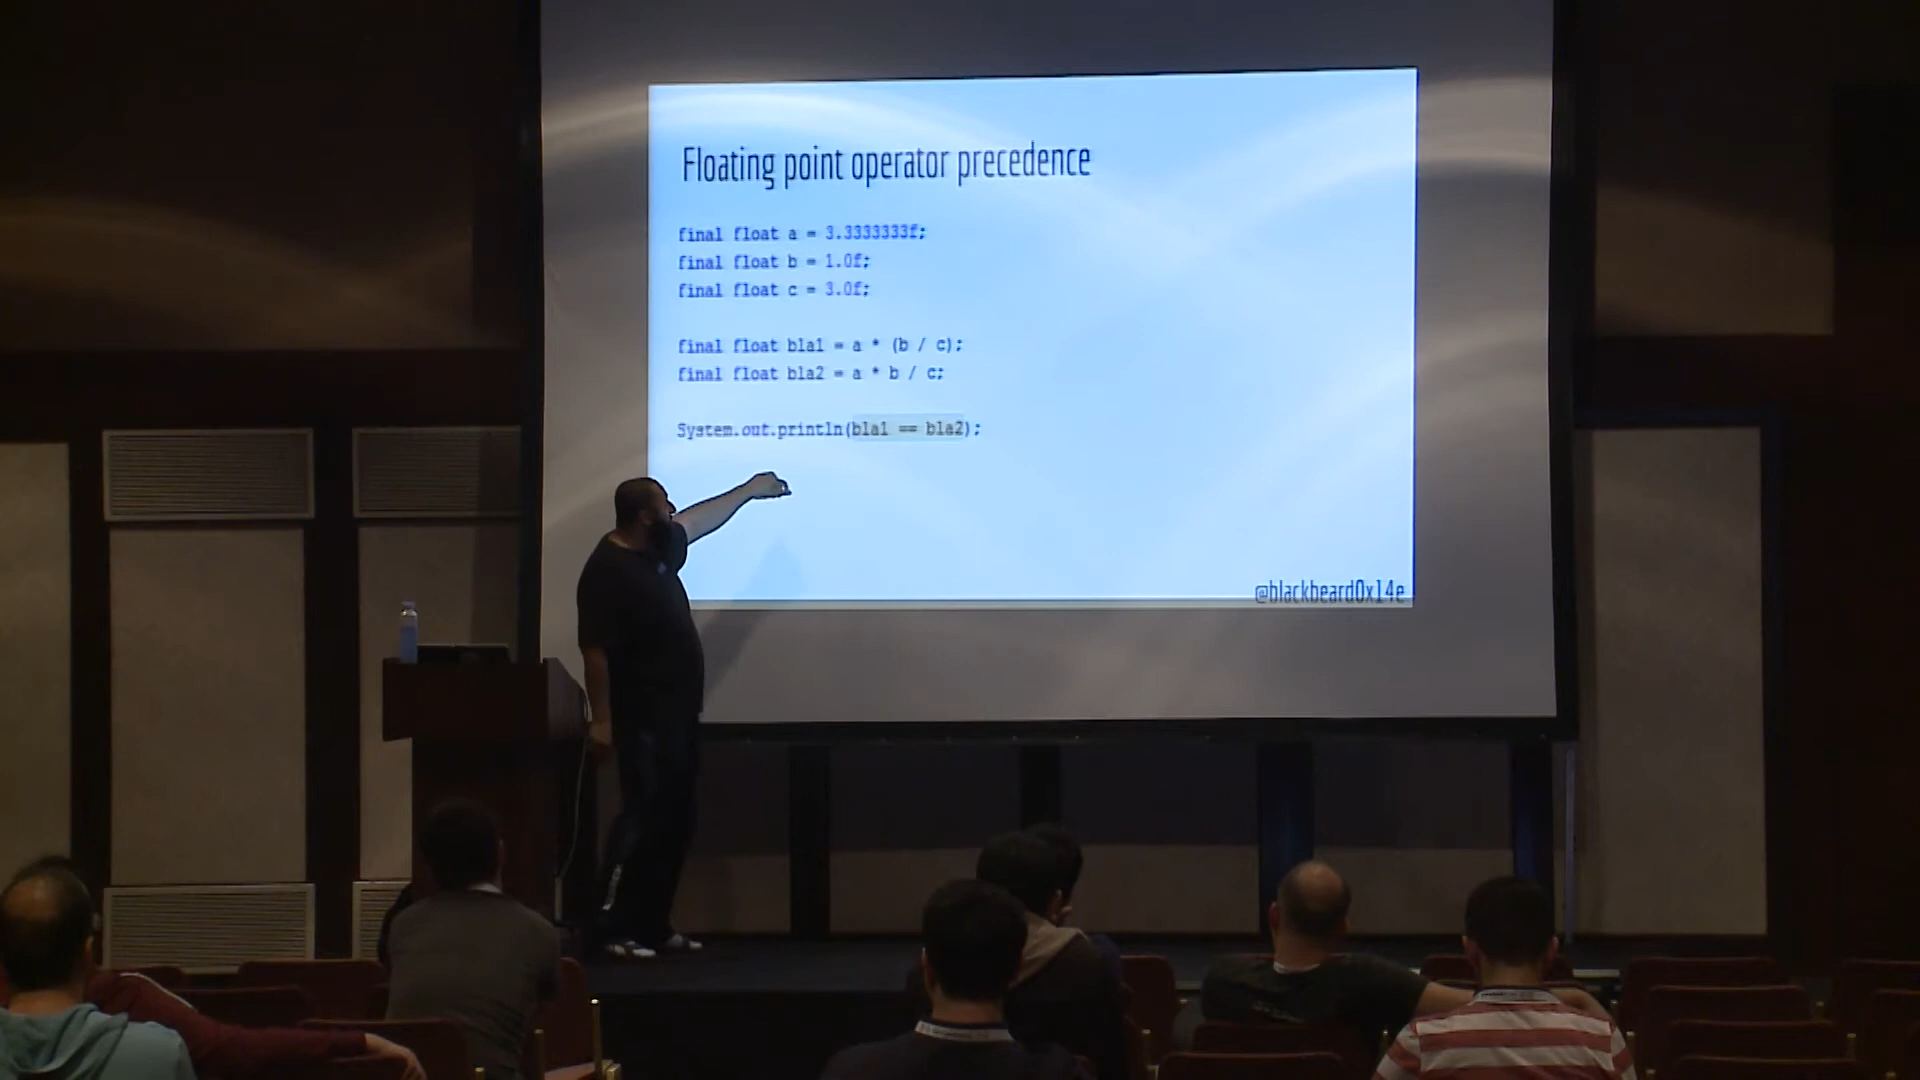 Floating point operator precedence
final float a = 3.3333333f;
final float b = 1.0f;
final float c = 3.0f;
final float bla1 = a * (b / c);
final float bla2 = a * b / c;
System.out.println(bla1 == bla2);
@blackbeard0x14e